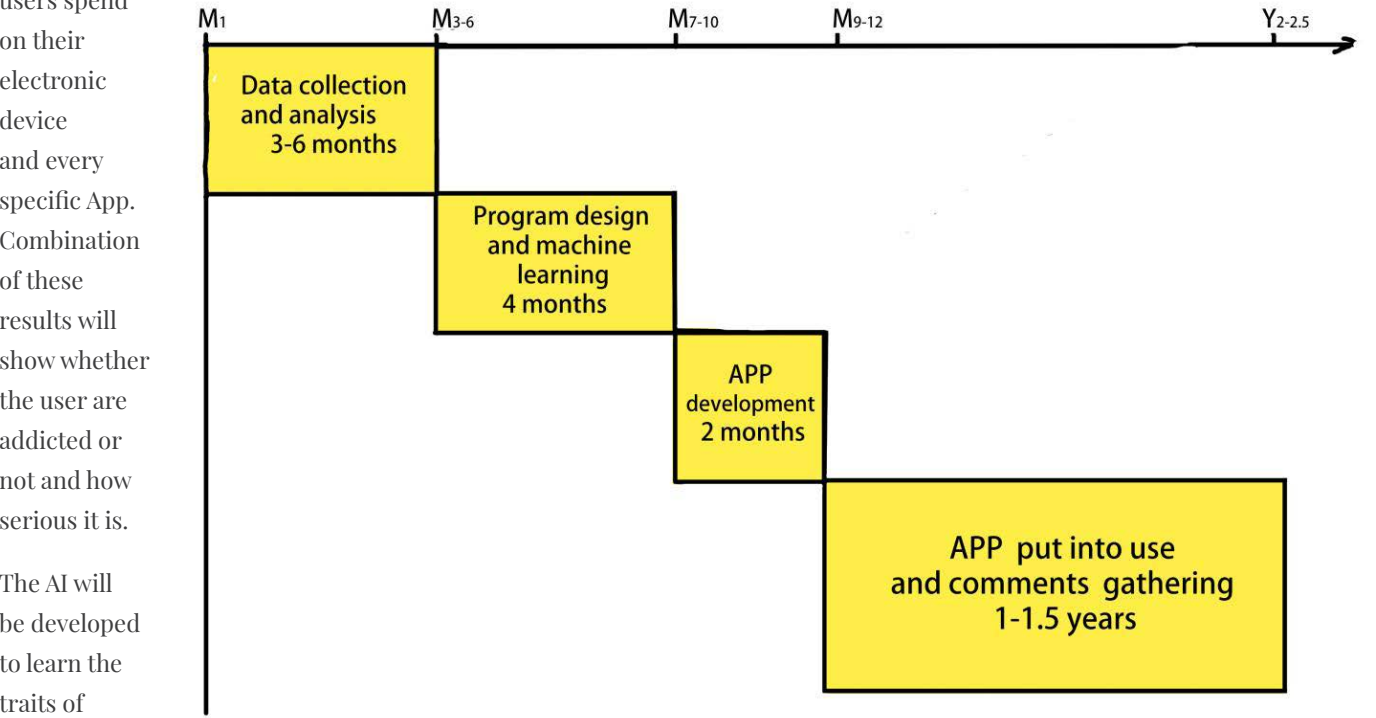 users spend
on their
electronic
device
and every
specific App.
Combination
of these
results will
show whether
the user are
addicted or
not and how
serious it is.
The AI will
be developed
to learn the
traits of
M1
M3-6
M7-10
M9-12
Y2-2.5
Data collection
and analysis
3-6 months
Program design
and machine
learning
4 months
APP
development
2 months
APP put into use
and comments gathering
1-1.5 years